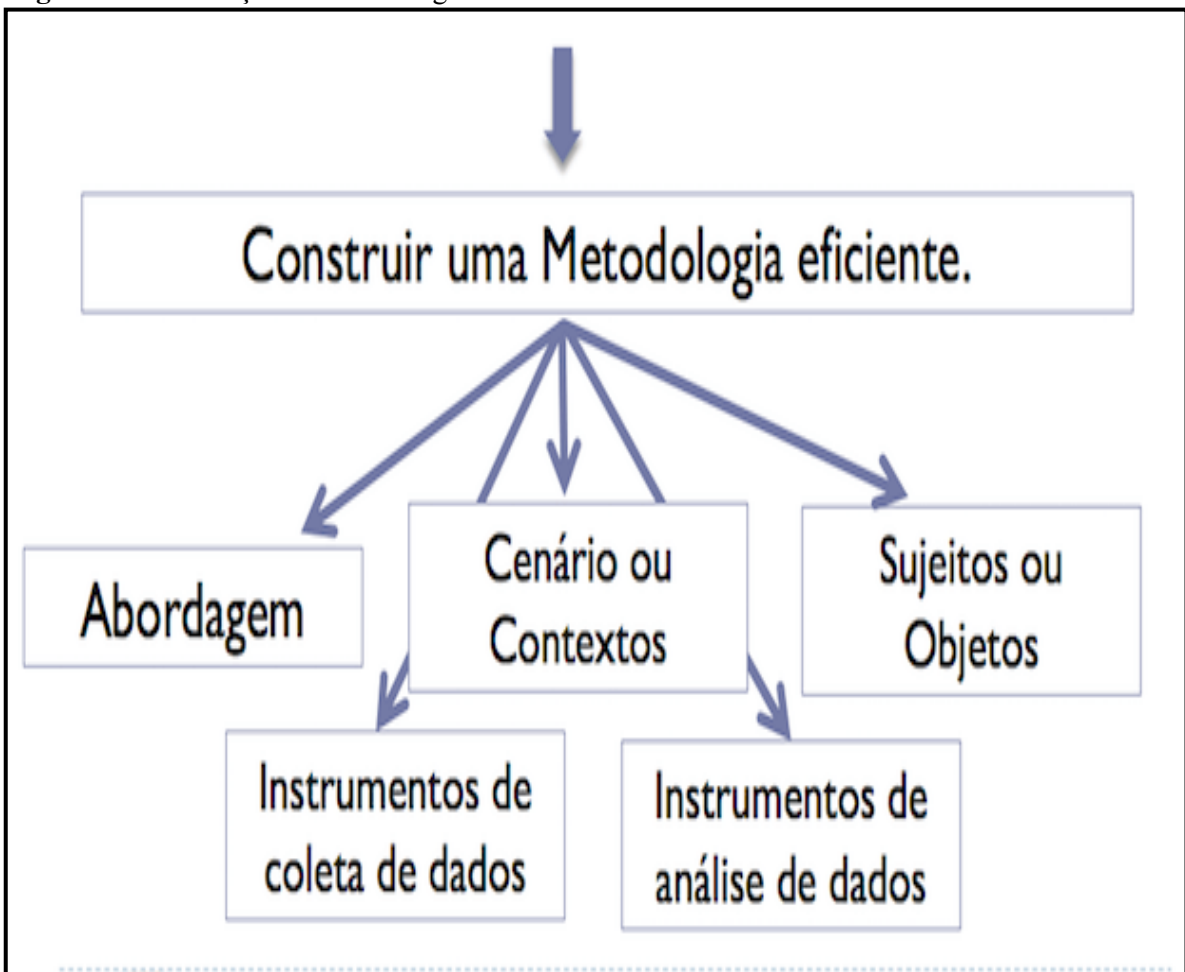 Construir uma Metodologia eficiente.
Abordagem
Cenário ou
Contextos
Sujeitos ou
Objetos
Instrumentos de
coleta de dados
Instrumentos de
análise de dados